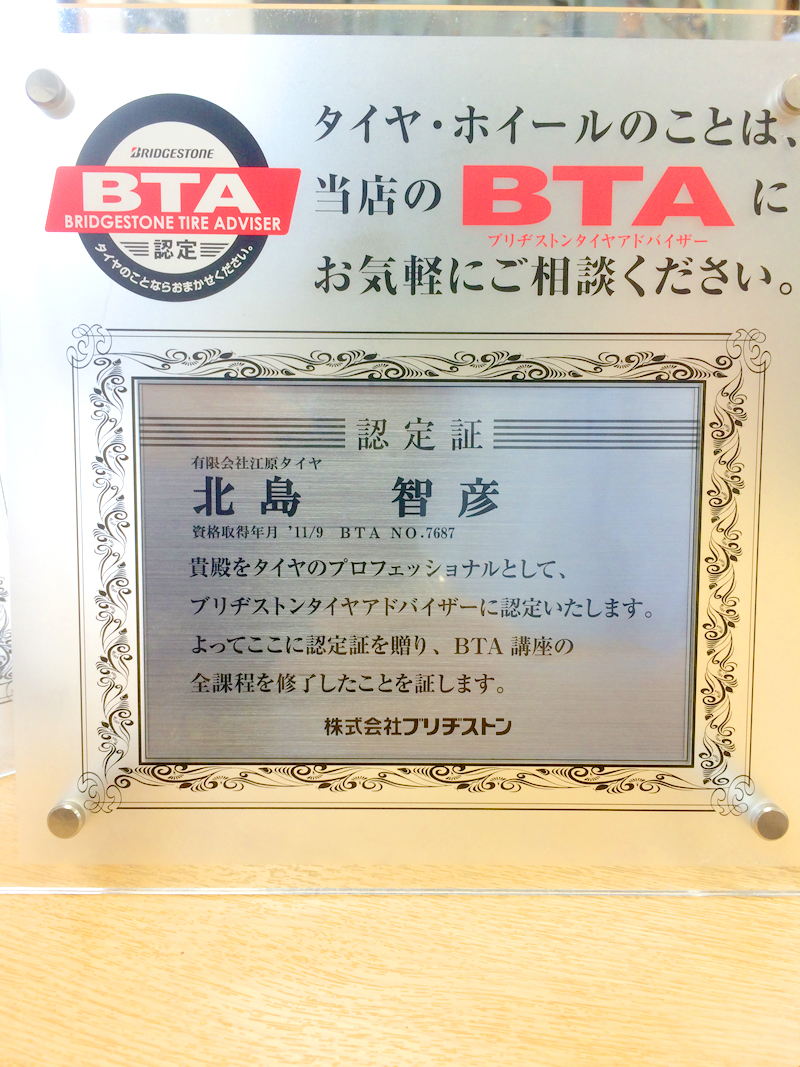 BRIDGESTONE
BTA
BRIDGESTONE TIRE ADVISER
認定
タイヤのことならおまかせください。
タイヤ・ホイールのことは、
当店のBTAに
ブリヂストンタイヤアドバイザー
お気軽にご相談ください。
認定証
有限会社江原タイヤ
北島 智彦
資格取得年月 '11/9 BTA NO.7687
貴殿をタイヤのプロフェッショナルとして、
ブリヂストンタイヤアドバイザーに認定いたします。
よってここに認定証を贈り、BTA講座の
全課程を修了したことを証します。
株式会社ブリヂストン